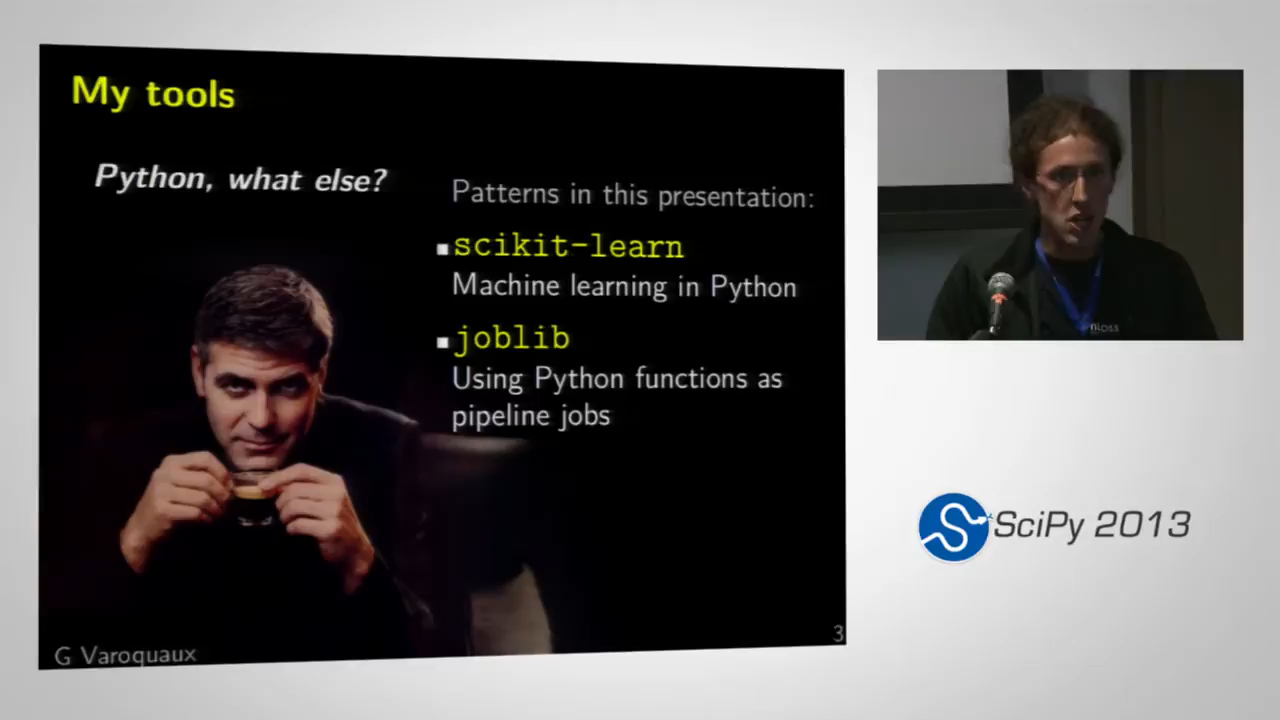 My tools
Python, what else?
Patterns in this presentation:
scikit-learn
Machine learning in Python
joblib
Using Python functions as
pipeline jobs
G Varoquaux
3
SciPy 2013